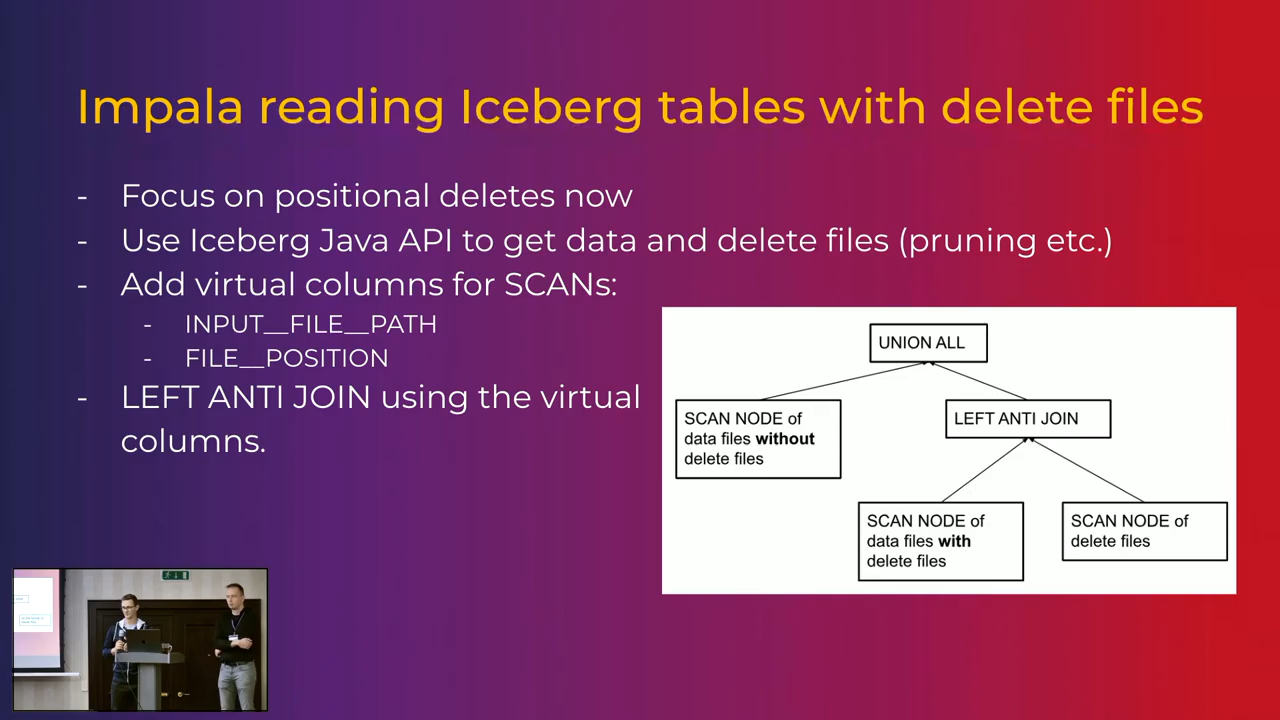 Impala reading Iceberg tables with delete files
- Focus on positional deletes now
- Use Iceberg Java API to get data and delete files (pruning etc.)
- Add virtual columns for SCANs:
- INPUT__FILE__PATH
- FILE__POSITION
- LEFT ANTI JOIN using the virtual
columns.
UNION ALL
SCAN NODE of
data files without
delete files
LEFT ANTI JOIN
SCAN NODE of
data files with
delete files
SCAN NODE of
delete files